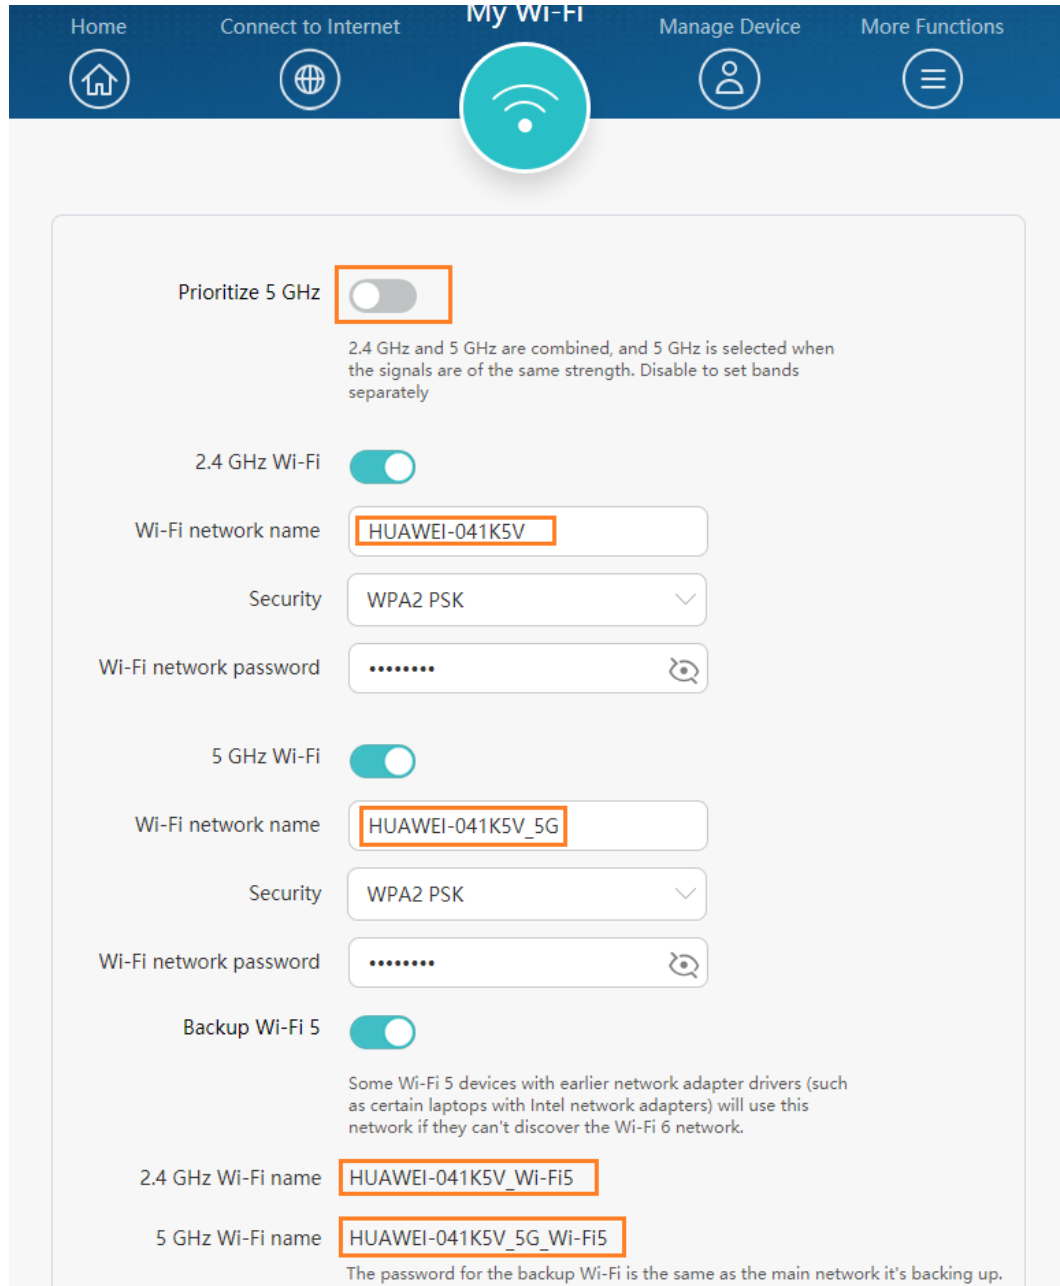 Home Connect to Internet My Wi-Fi Manage Device More Functions
Prioritize 5 GHz
2.4 GHz and 5 GHz are combined, and 5 GHz is selected when
the signals are of the same strength. Disable to set bands
separately
2.4 GHz Wi-Fi
Wi-Fi network name HUAWEI-041K5V
Security WPA2 PSK
Wi-Fi network password ••••••••
5 GHz Wi-Fi
Wi-Fi network name HUAWEI-041K5V_5G
Security WPA2 PSK
Wi-Fi network password ••••••••
Backup Wi-Fi 5
Some Wi-Fi 5 devices with earlier network adapter drivers (such
as certain laptops with Intel network adapters) will use this
network if they can't discover the Wi-Fi 6 network.
2.4 GHz Wi-Fi name HUAWEI-041K5V_Wi-Fi5
5 GHz Wi-Fi name HUAWEI-041K5V_5G_Wi-Fi5
The password for the backup Wi-Fi is the same as the main network it's backing up.